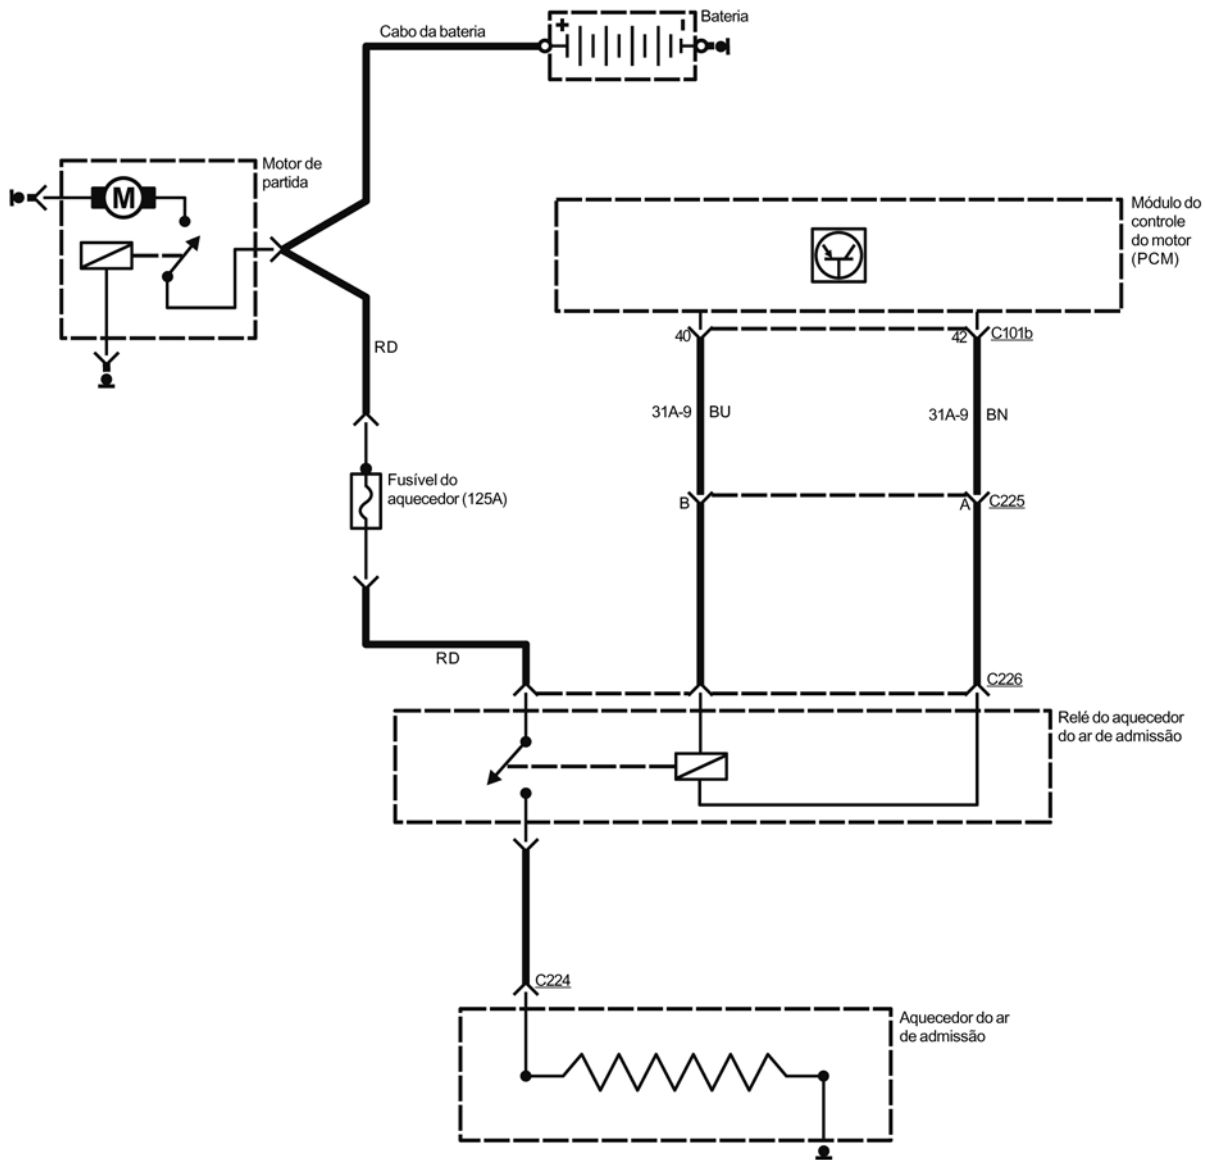 Bateria
+
-
Cabo da bateria
Motor de
partida
M
Módulo do
controle
do motor
(PCM)
40
42
C101b
RD
31A-9
BU
31A-9
BN
Fusível do
aquecedor (125A)
B
A
C225
RD
C226
Relé do aquecedor
do ar de admissão
C224
Aquecedor do ar
de admissão